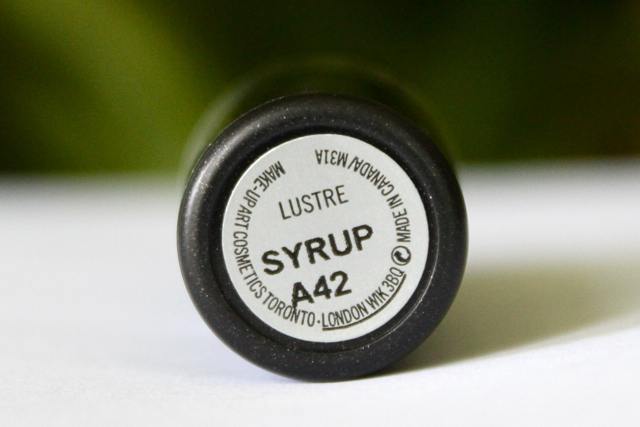 LUSTRE
SYRUP
A42
MAKE-UP ART COSMETICS TORONTO · LONDON W1K 3BQ MADE IN CANADA/ M31A